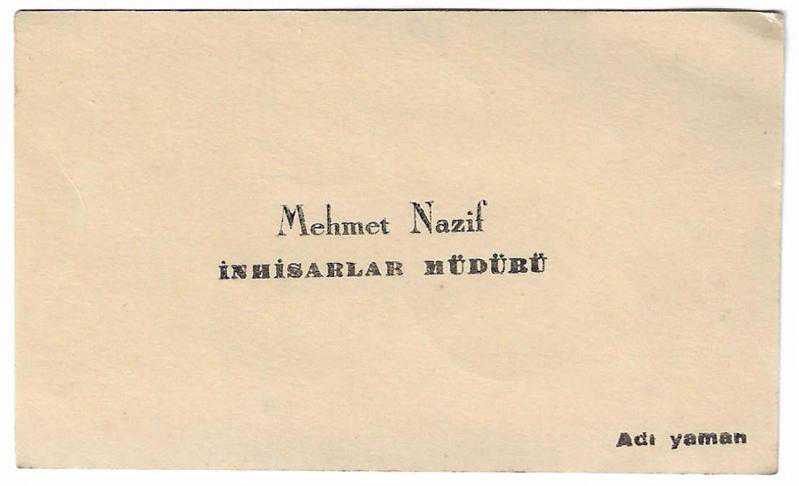 Mehmet Nazif
İNHİSARLAR MÜDÜRÜ
Adı yaman